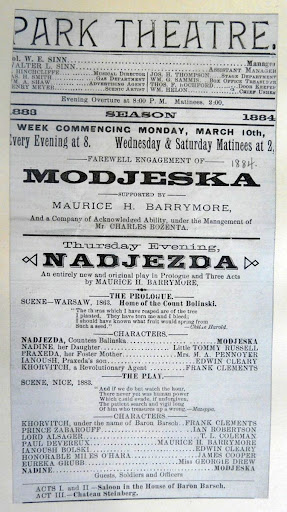 PARK THEATRE.
Col. W. E. SINN Manager
WALTER L. SINN ASSISTANT MANAGER
HINCHCLIFFE MUSICAL DIRECTOR JOS. H. THOMPSON STAGE DEPARTMENT
H. SMITH GAS DEPARTMENT WM. G. SAMMIS BOX OFFICE TREASURER
A. SHAW ADVERTISING AGENT THOS. F. LOCKFORD DOOR KEEPER
HENRY MEYER SCENIC ARTIST WM. HELON CHIEF USHER
Evening Overture at 8:00 P. M. Matinees, 2:00.
1883 SEASON 1884
WEEK COMMENCING MONDAY, MARCH 10th,
Every Evening at 8. Wednesday & Saturday Matinees at 2,
1884.
FAREWELL ENGAGEMENT OF
MODJESKA
SUPPORTED BY
MAURICE H. BARRYMORE,
And a Company of Acknowledged Ability, under the Management of
Mr. CHARLES BOZENTA.
Thursday Evening,
NADJEZDA
An entirely new and original play in Prologue and Three Acts
by MAURICE H. BARRYMORE.
THE PROLOGUE.
SCENE—WARSAW, 1863. Home of the Count Bolinski.
"The thorns which I have reaped are of the tree
I planted, They have torn me and I bleed;
I should have known what fruit would spring from
Such a seed." —Childe Harold.
CHARACTERS
NADJEZDA, Countess Balinska MODJESKA
NADINE, her Daughter Little TOMMY RUSSELL
PRAXEDA, her Foster Mother Mrs. M. A. PENNOYER
IANOUSH, Praxeda's son EDWIN CLEARY
KHORVITCH, a Revolutionary Agent FRANK CLEMENTS
THE PLAY.
SCENE, NICE, 1883.
"And if we do but watch the hour,
There never yet was human power
Which could evade, if unforgiven,
The patient search and vigil long
Of him who treasures up a wrong.—Mazeppa.
CHARACTERS
KHORVITCH, under the name of Baron Barsch FRANK CLEMENTS
PRINCE ZABAROUFF IAN ROBERTSON
LORD ALSAGER T. L. COLEMAN
PAUL DEVEREUX MAURICE H. BARRYMORE
IANOUSH BOLSKI EDWIN CLEARY
HONORABLE MILES O'HARA JAMES COOPER
EUREKA GRUBB Miss GEORGIE DREW
NADINE MODJESKA
Guests, Soldiers and Officers
ACTS I. and II —Saloon in the House of Baron Barsch.
ACT III —Chateau Steinberg.